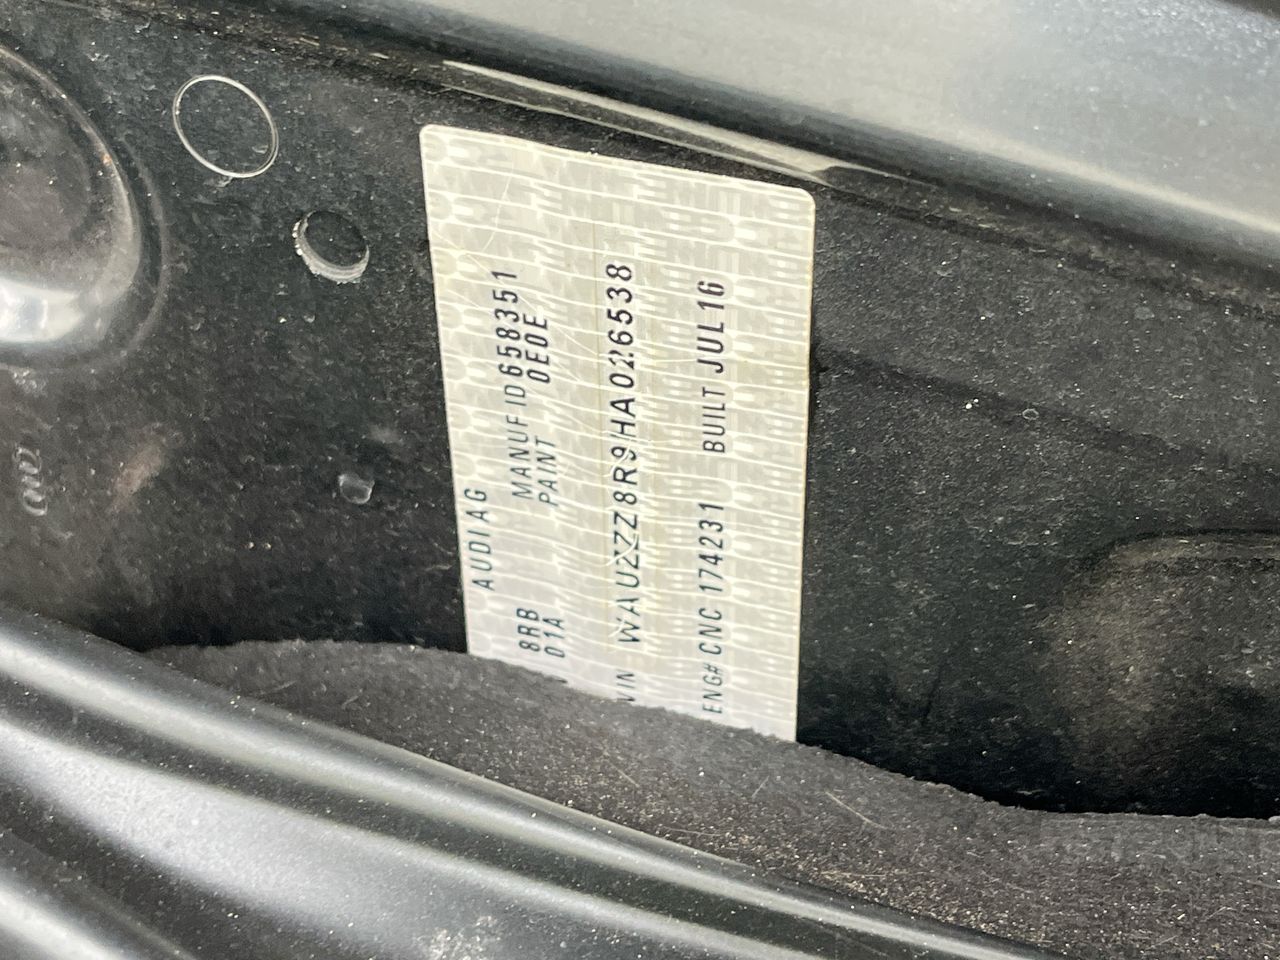 AUDI AG
8RB MANUF ID 658351
01A PAINT 0E0E
VIN WAUZZZ8R9HA026538
ENG# CNC 174231 BUILT JUL16